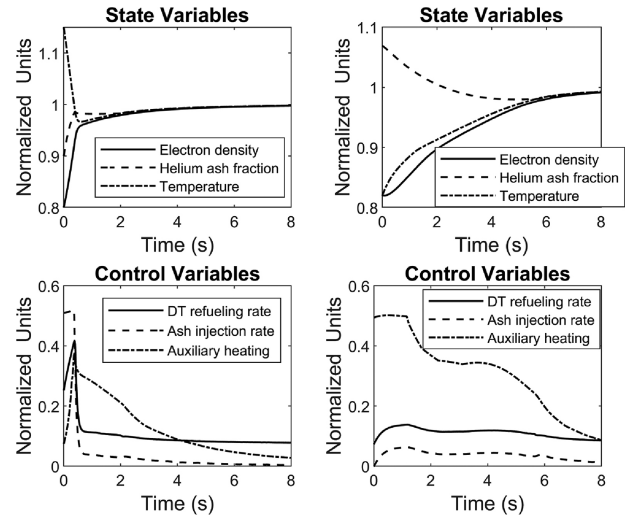 State Variables
Normalized Units
1.1
1
0.9
0.8
Electron density
Helium ash fraction
Temperature
0 2 4 6 8
Time (s)
State Variables
Normalized Units
1.1
1
0.9
0.8
Electron density
Helium ash fraction
Temperature
0 2 4 6 8
Time (s)
Control Variables
Normalized Units
0.6
0.4
0.2
0
DT refueling rate
Ash injection rate
Auxiliary heating
0 2 4 6 8
Time (s)
Control Variables
Normalized Units
0.6
0.4
0.2
0
DT refueling rate
Ash injection rate
Auxiliary heating
0 2 4 6 8
Time (s)